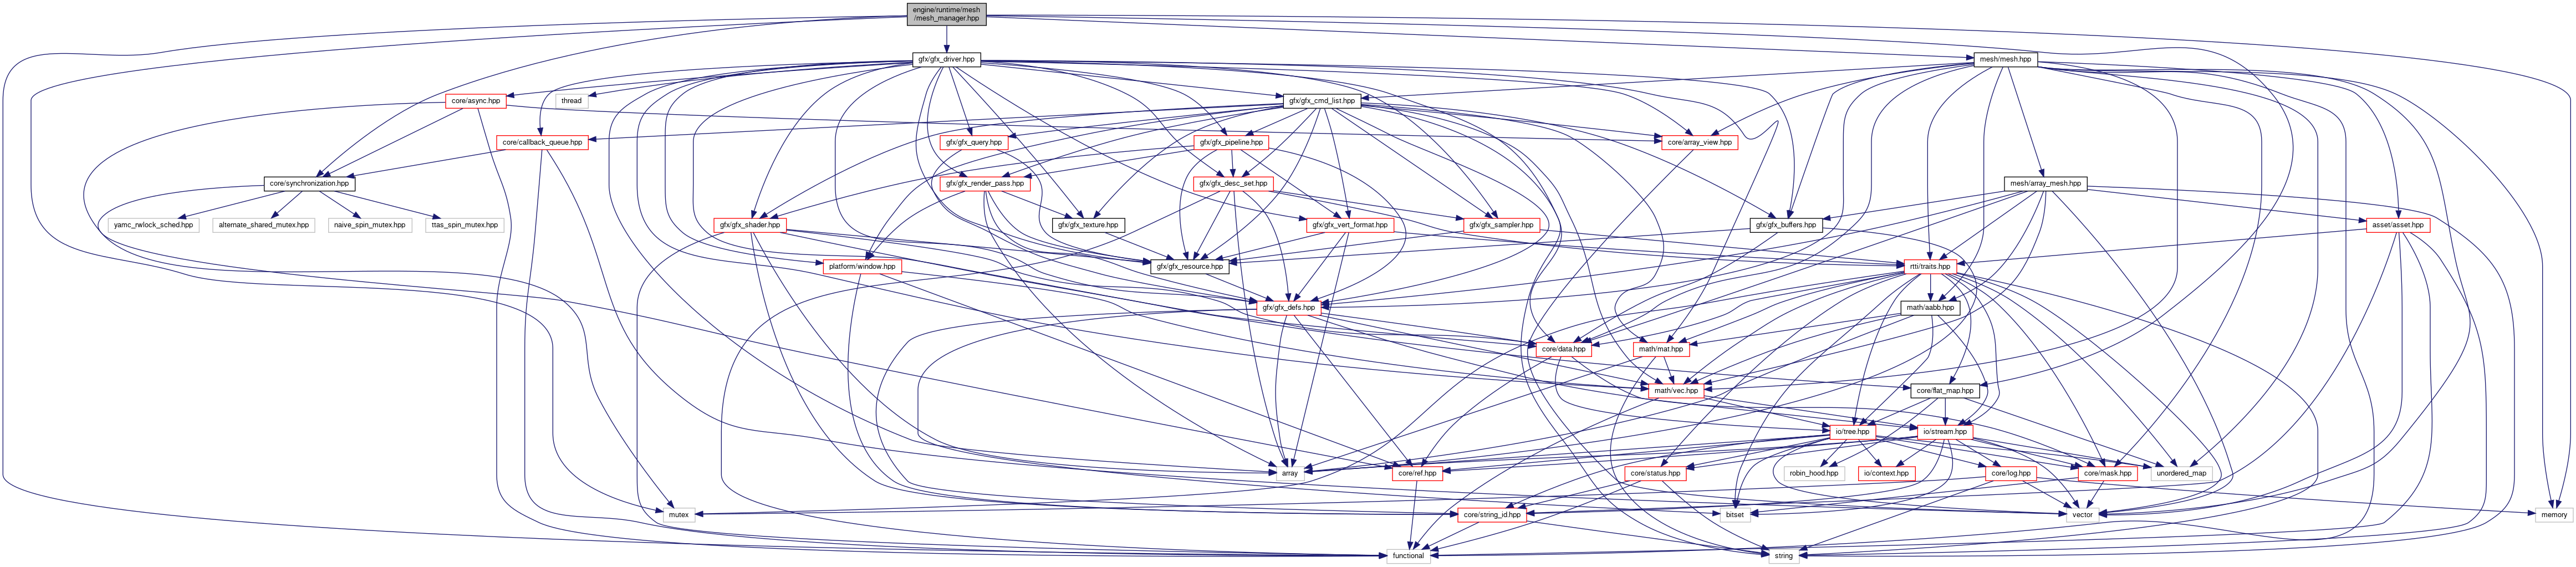 engine/runtime/mesh
/mesh_manager.hpp
gfx/gfx_driver.hpp
mesh/mesh.hpp
core/async.hpp
thread
gfx/gfx_cmd_list.hpp
core/callback_queue.hpp
gfx/gfx_query.hpp
gfx/gfx_pipeline.hpp
core/array_view.hpp
core/synchronization.hpp
gfx/gfx_render_pass.hpp
gfx/gfx_desc_set.hpp
mesh/array_mesh.hpp
yamc_rwlock_sched.hpp
alternate_shared_mutex.hpp
naive_spin_mutex.hpp
ttas_spin_mutex.hpp
gfx/gfx_shader.hpp
gfx/gfx_texture.hpp
gfx/gfx_vert_format.hpp
gfx/gfx_sampler.hpp
gfx/gfx_buffers.hpp
asset/asset.hpp
platform/window.hpp
gfx/gfx_resource.hpp
rtti/traits.hpp
gfx/gfx_defs.hpp
math/aabb.hpp
core/data.hpp
math/mat.hpp
math/vec.hpp
core/flat_map.hpp
io/tree.hpp
io/stream.hpp
array
core/ref.hpp
core/status.hpp
robin_hood.hpp
io/context.hpp
core/log.hpp
core/mask.hpp
unordered_map
mutex
core/string_id.hpp
bitset
vector
memory
functional
string